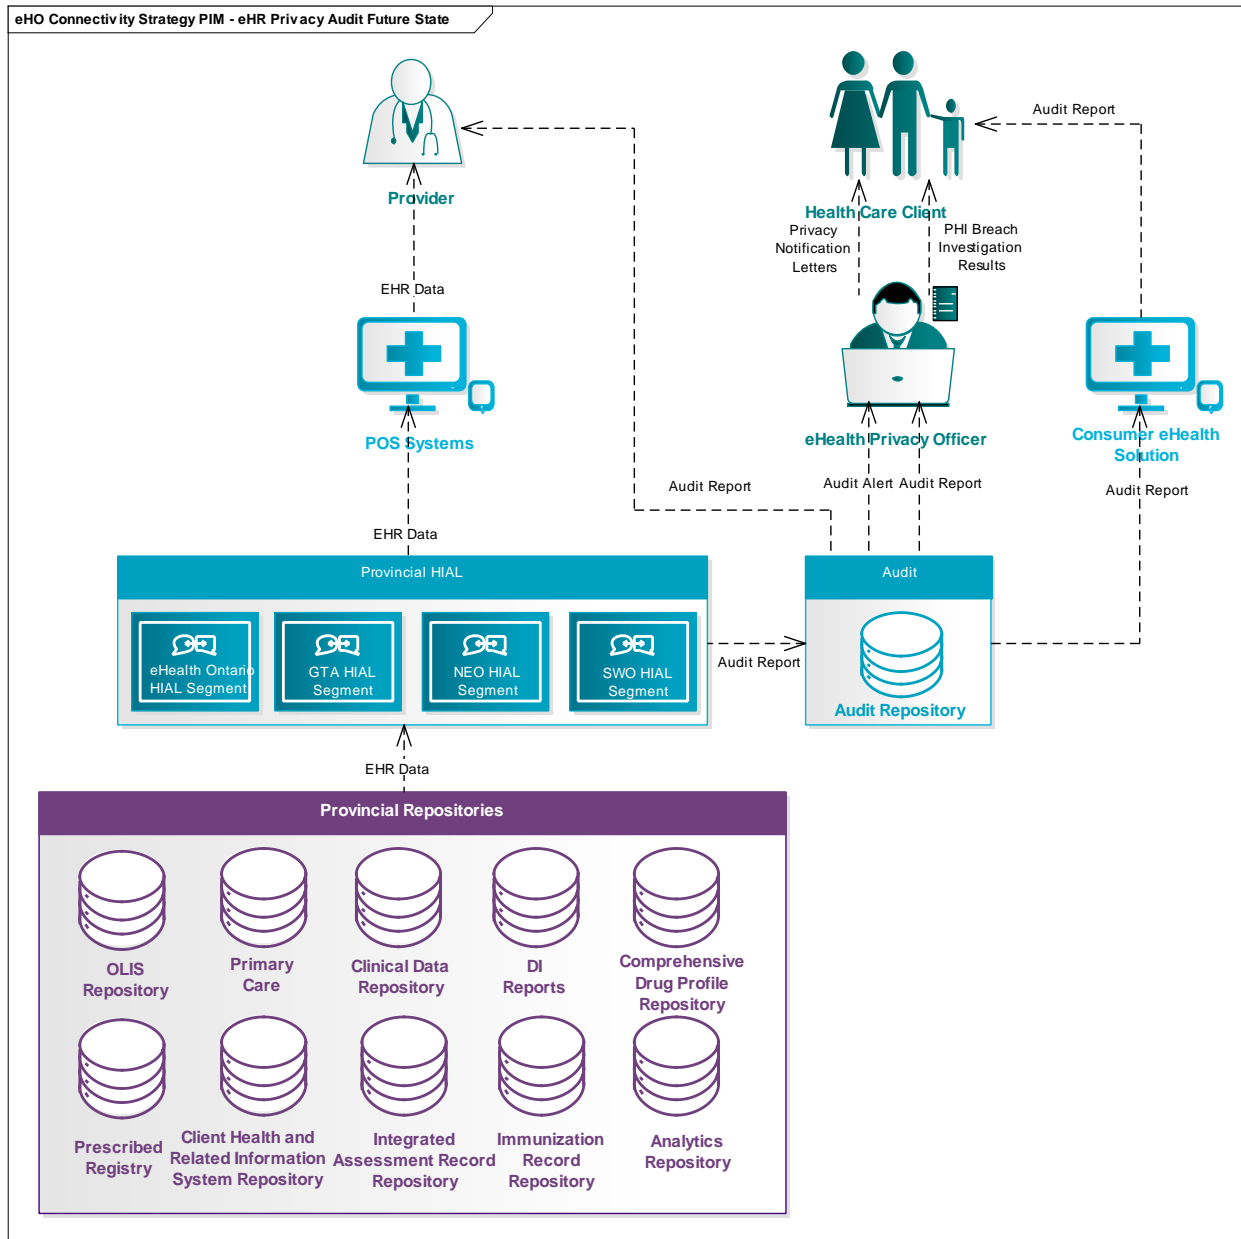 eHO Connectivity Strategy PIM - eHR Privacy Audit Future State
Audit Report
Provider
Health Care Client
Privacy
Notification
Letters
PHI Breach
Investigation
Results
EHR Data
POS Systems
eHealth Privacy Officer
Consumer eHealth
Solution
Audit Report
Audit Alert
Audit Report
Audit Report
EHR Data
Provincial HIAL
Audit
eHealth Ontario
HIAL Segment
GTA HIAL
Segment
NEO HIAL
Segment
SWO HIAL
Segment
Audit Report
Audit Repository
EHR Data
Provincial Repositories
OLIS
Repository
Primary
Care
Clinical Data
Repository
DI
Reports
Comprehensive
Drug Profile
Repository
Prescribed
Registry
Client Health and
Related Information
System Repository
Integrated
Assessment Record
Repository
Immunization
Record
Repository
Analytics
Repository